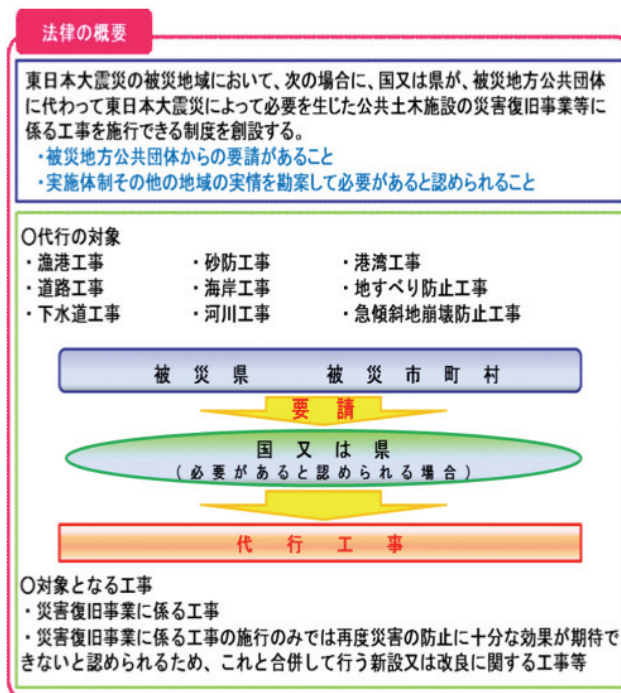 法律の概要
東日本大震災の被災地域において、次の場合に、国又は県が、被災地方公共団体
に代わって東日本大震災によって必要を生じた公共土木施設の災害復旧事業等に
係る工事を施行できる制度を創設する。
・被災地方公共団体からの要請があること
・実施体制その他の地域の実情を勘案して必要があると認められること
〇代行の対象
・漁港工事 ・砂防工事 ・港湾工事
・道路工事 ・海岸工事 ・地すべり防止工事
・下水道工事 ・河川工事 ・急傾斜地崩壊防止工事
被災県 被災市町村
要請
国又は県
(必要があると認められる場合)
代行工事
〇対象となる工事
・災害復旧事業に係る工事
・災害復旧事業に係る工事の施行のみでは再度災害の防止に十分な効果が期待で
きないと認められるため、これと合併して行う新設又は改良に関する工事等